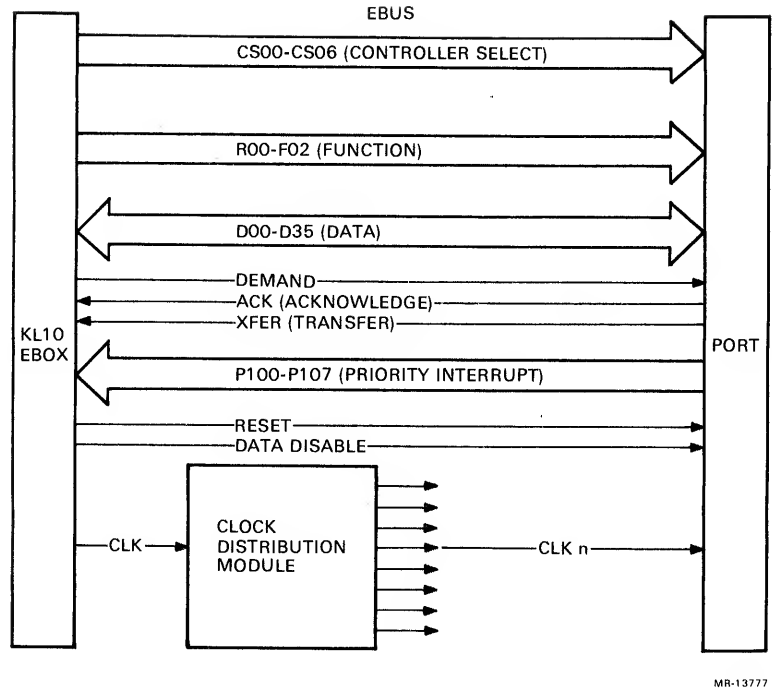 EBUS
CS00-CS06 (CONTROLLER SELECT)
R00-F02 (FUNCTION)
D00-D35 (DATA)
DEMAND
ACK (ACKNOWLEDGE)
XFER (TRANSFER)
KL10
EBOX
PORT
P100-P107 (PRIORITY INTERRUPT)
RESET
DATA DISABLE
CLK
CLOCK
DISTRIBUTION
MODULE
CLK n
MR-13777